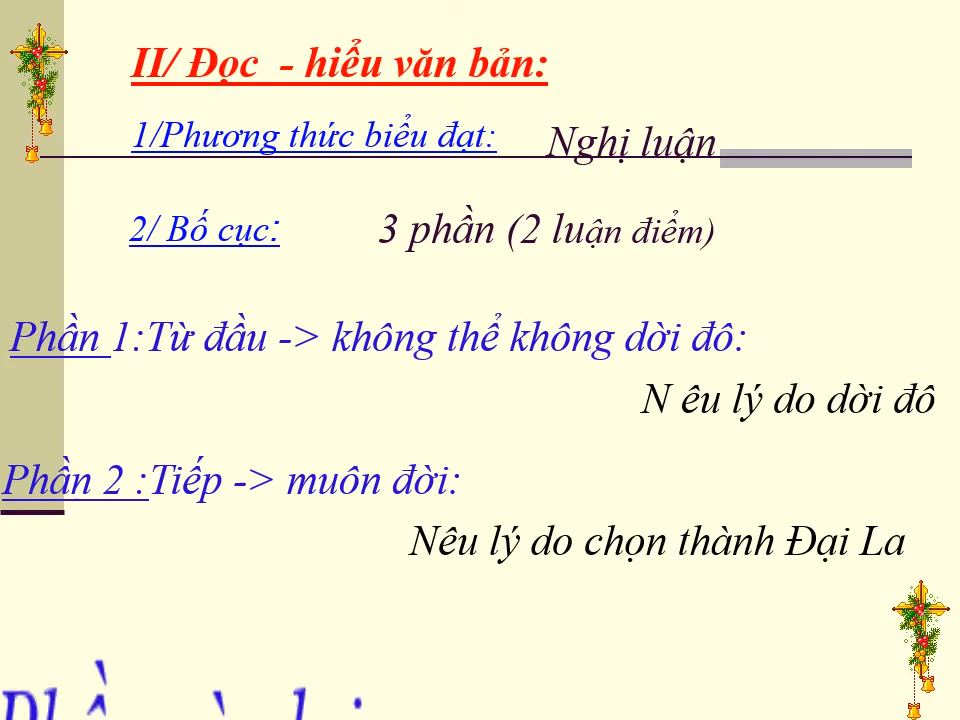 II/ Đọc - hiểu văn bản:
1/Phương thức biểu đạt: Nghị luận
2/ Bố cục: 3 phần (2 luận điểm)
Phần 1:Từ đầu -> không thể không dời đô:
N êu lý do dời đô
Phần 2 :Tiếp -> muôn đời:
Nêu lý do chọn thành Đại La